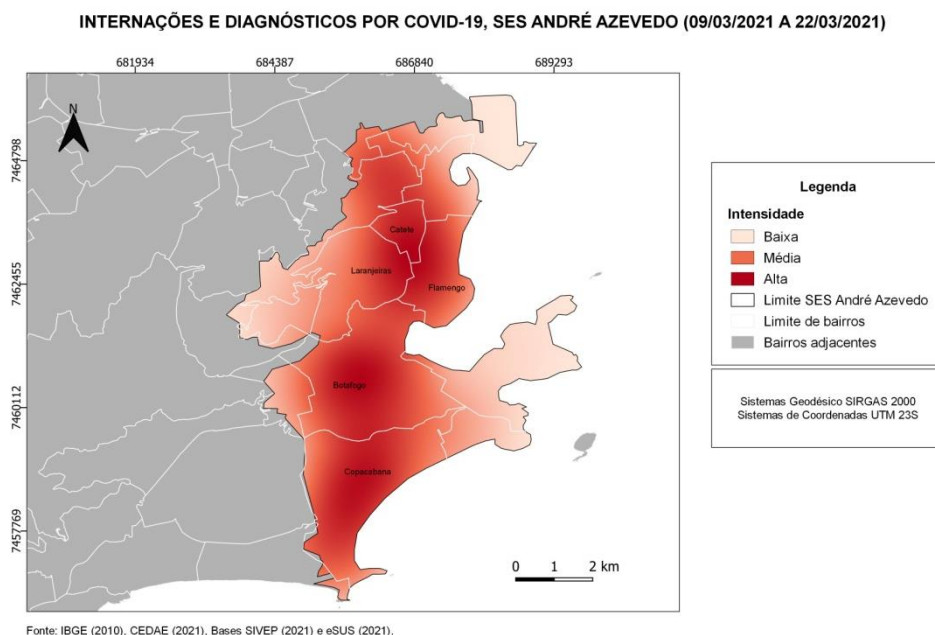 INTERNAÇÕES E DIAGNÓSTICOS POR COVID-19, SES ANDRÉ AZEVEDO (09/03/2021 A 22/03/2021)
681934 684387 686840 689293
N
7464798
7462455
7460112
7457769
Catete
Laranjeiras
Flamengo
Botafogo
Copacabana
0 1 2 km
Legenda
Intensidade
Baixa
Média
Alta
Limite SES André Azevedo
Limite de bairros
Bairros adjacentes
Sistemas Geodésico SIRGAS 2000
Sistemas de Coordenadas UTM 23S
Fonte: IBGE (2010), CEDAE (2021), Bases SIVEP (2021) e eSUS (2021).